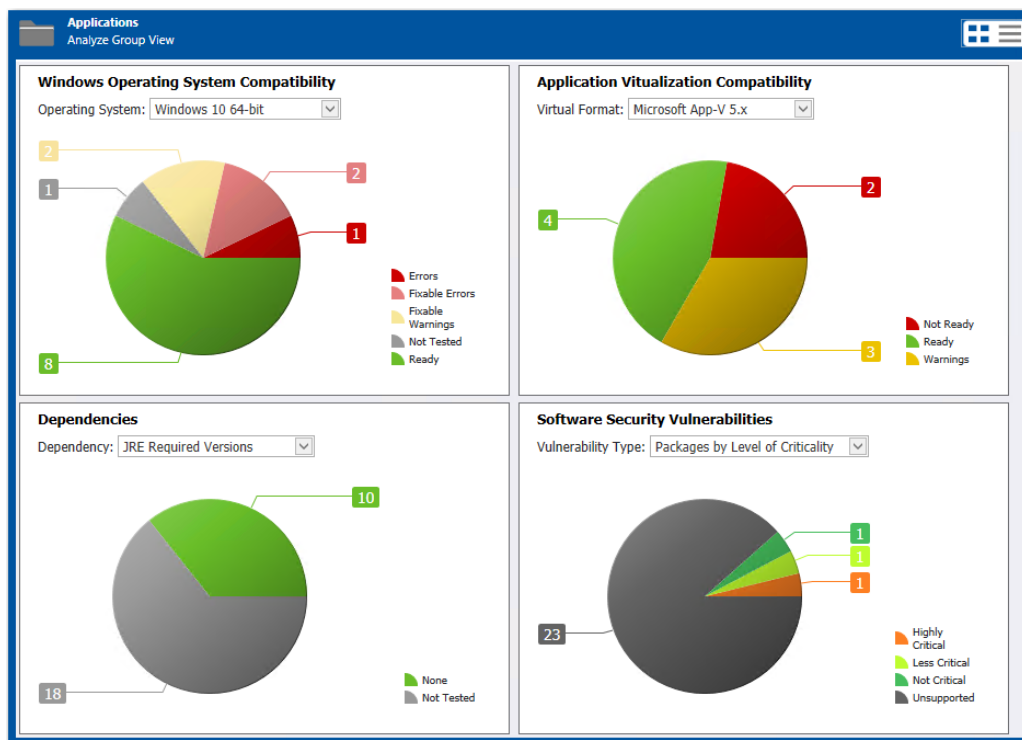 Applications
Analyze Group View
Windows Operating System Compatibility
Operating System: Windows 10 64-bit
2
1
2
1
8
Errors
Fixable Errors
Fixable
Warnings
Not Tested
Ready
Application Vitualization Compatibility
Virtual Format: Microsoft App-V 5.x
2
4
3
Not Ready
Ready
Warnings
Dependencies
Dependency: JRE Required Versions
10
18
None
Not Tested
Software Security Vulnerabilities
Vulnerability Type: Packages by Level of Criticality
1
1
1
23
Highly
Critical
Less Critical
Not Critical
Unsupported